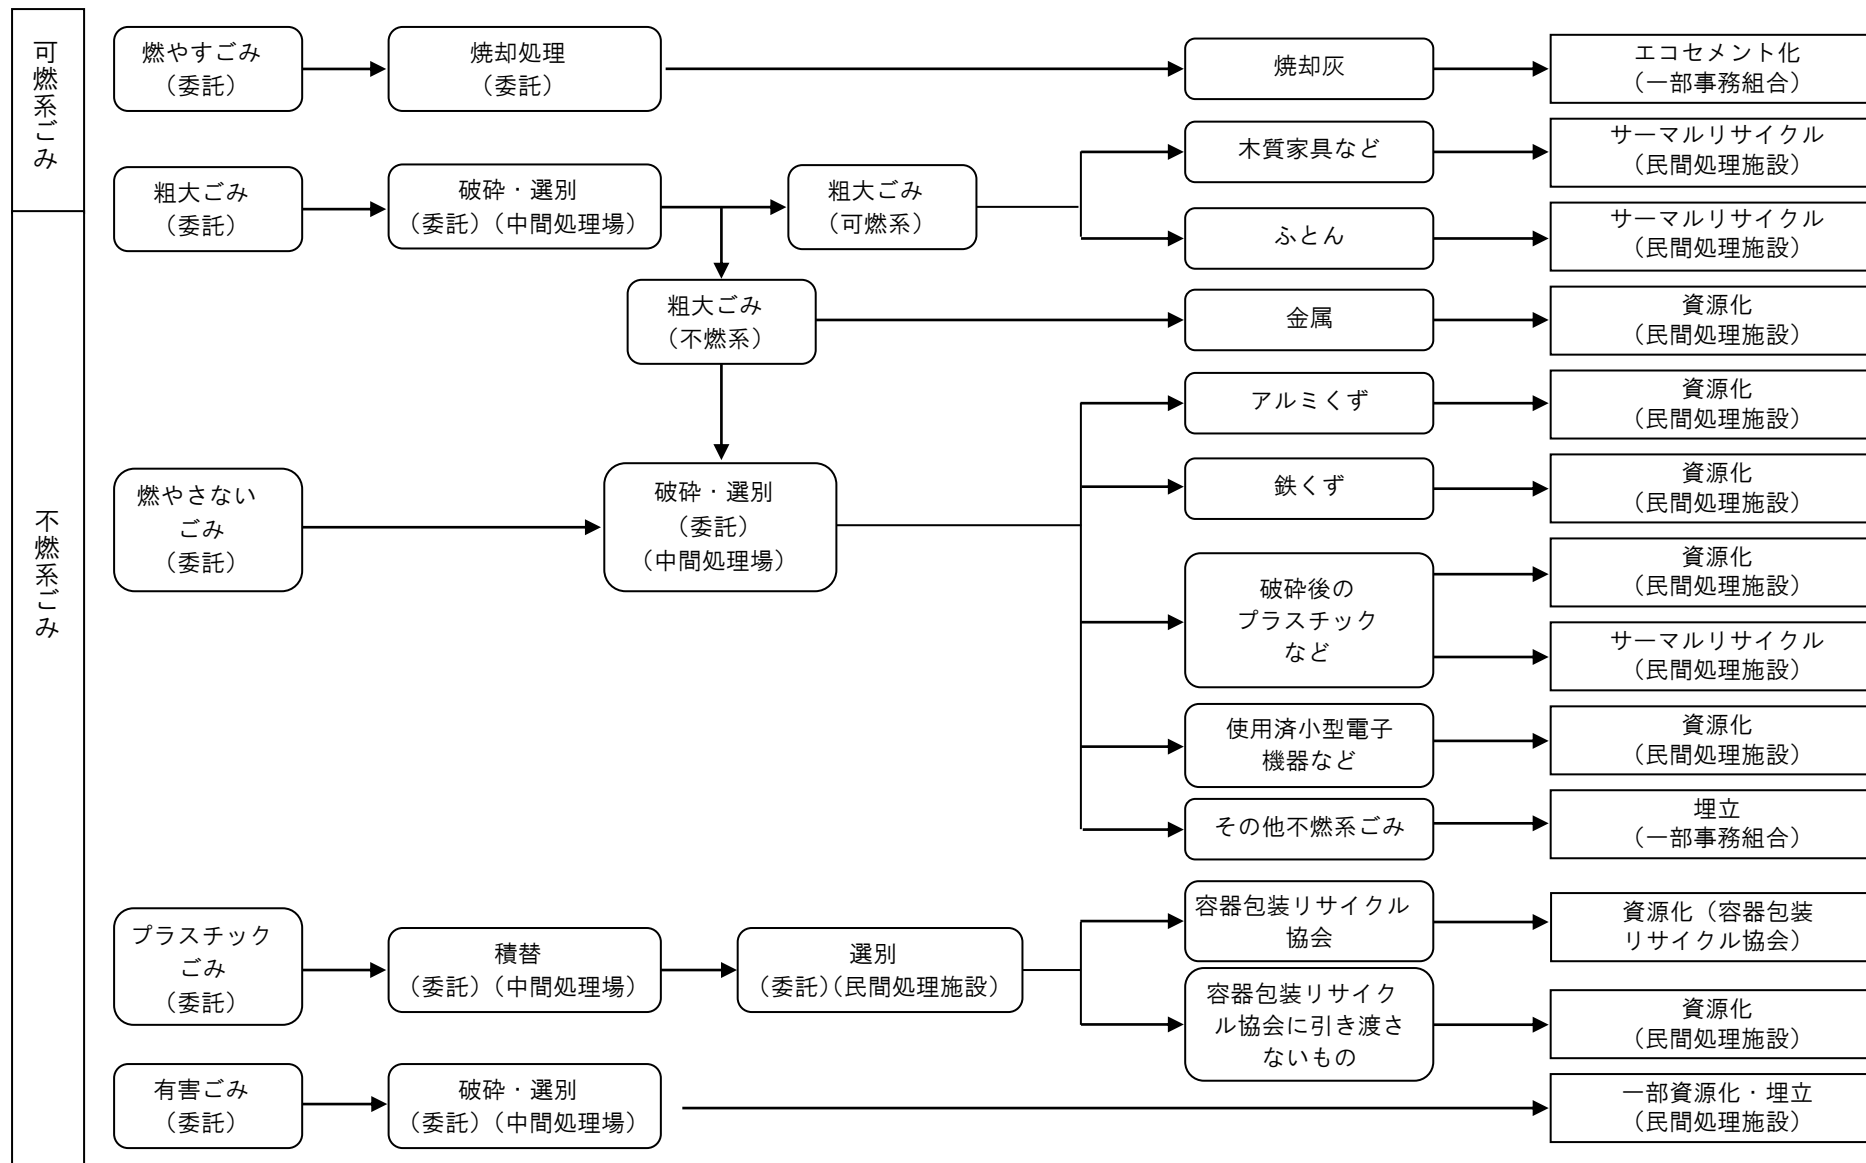 可燃系ごみ
燃やすごみ
（委託）
焼却処理
（委託）
焼却灰
エコセメント化
（一部事務組合）
粗大ごみ
（委託）
破砕・選別
（委託）（中間処理場）
粗大ごみ
（可燃系）
木質家具など
サーマルリサイクル
（民間処理施設）
ふとん
サーマルリサイクル
（民間処理施設）
不燃系ごみ
粗大ごみ
（不燃系）
金属
資源化
（民間処理施設）
燃やさない
ごみ
（委託）
破砕・選別
（委託）
（中間処理場）
アルミくず
資源化
（民間処理施設）
鉄くず
資源化
（民間処理施設）
破砕後の
プラスチック
など
資源化
（民間処理施設）
サーマルリサイクル
（民間処理施設）
使用済小型電子
機器など
資源化
（民間処理施設）
その他不燃系ごみ
埋立
（一部事務組合）
プラスチック
ごみ
（委託）
積替
（委託）（中間処理場）
選別
（委託）（民間処理施設）
容器包装リサイクル
協会
資源化（容器包装
リサイクル協会）
容器包装リサイク
ル協会に引き渡さ
ないもの
資源化
（民間処理施設）
有害ごみ
（委託）
破砕・選別
（委託）（中間処理場）
一部資源化・埋立
（民間処理施設）